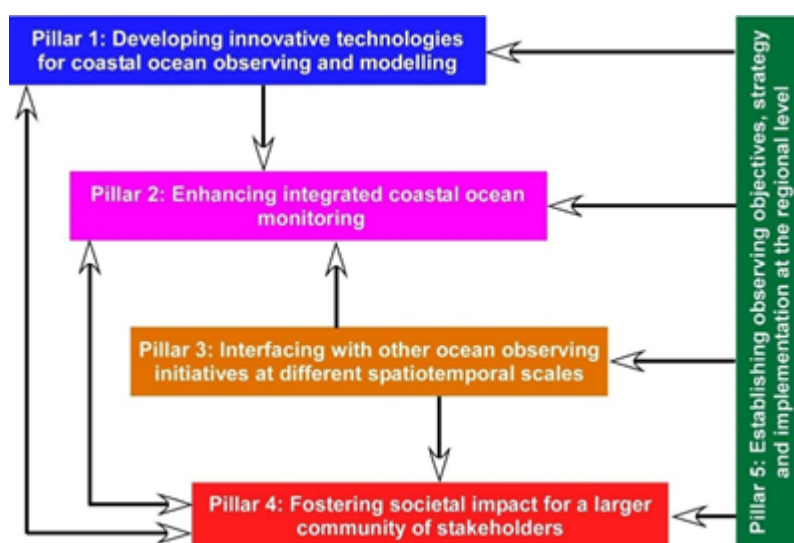 Pillar 1: Developing innovative technologies
for coastal ocean observing and modelling
Pillar 2: Enhancing integrated coastal ocean
monitoring
Pillar 3: Interfacing with other ocean observing
initiatives at different spatiotemporal scales
Pillar 4: Fostering societal impact for a larger
community of stakeholders
Pillar 5: Establishing observing objectives, strategy
and implementation at the regional level